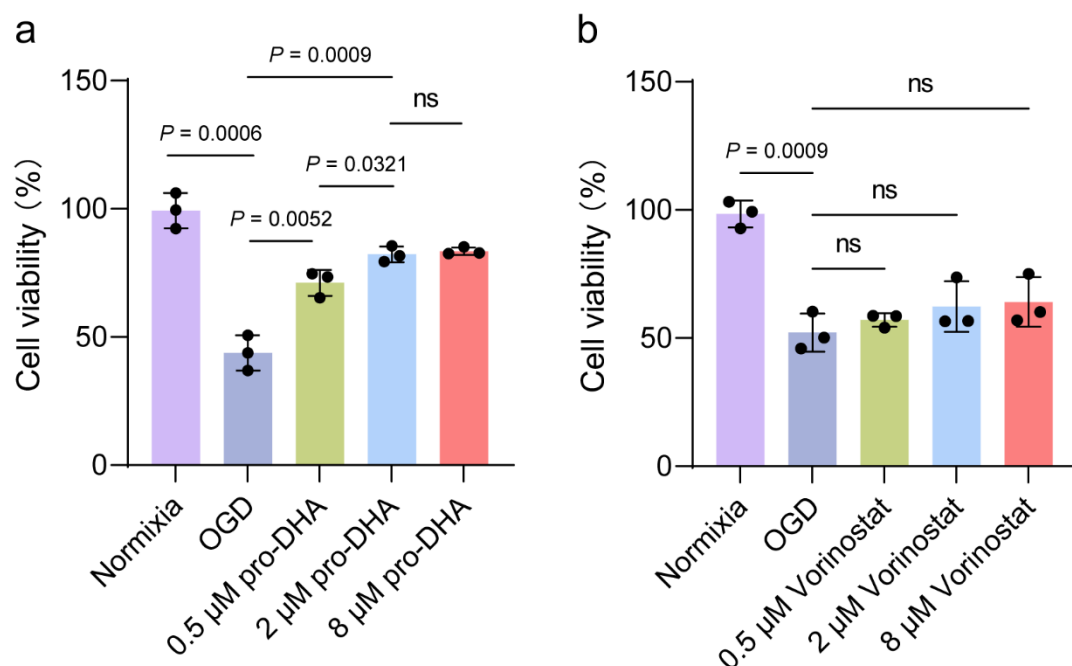 a
P = 0.0009
ns
P = 0.0006
P = 0.0321
P = 0.0052
Cell viability (%)
150
100
50
0
Normixia
OGD
0.5 µM pro-DHA
2 µM pro-DHA
8 µM pro-DHA
b
ns
P = 0.0009
ns
ns
Cell viability (%)
150
100
50
0
Normixia
OGD
0.5 µM Vorinostat
2 µM Vorinostat
8 µM Vorinostat